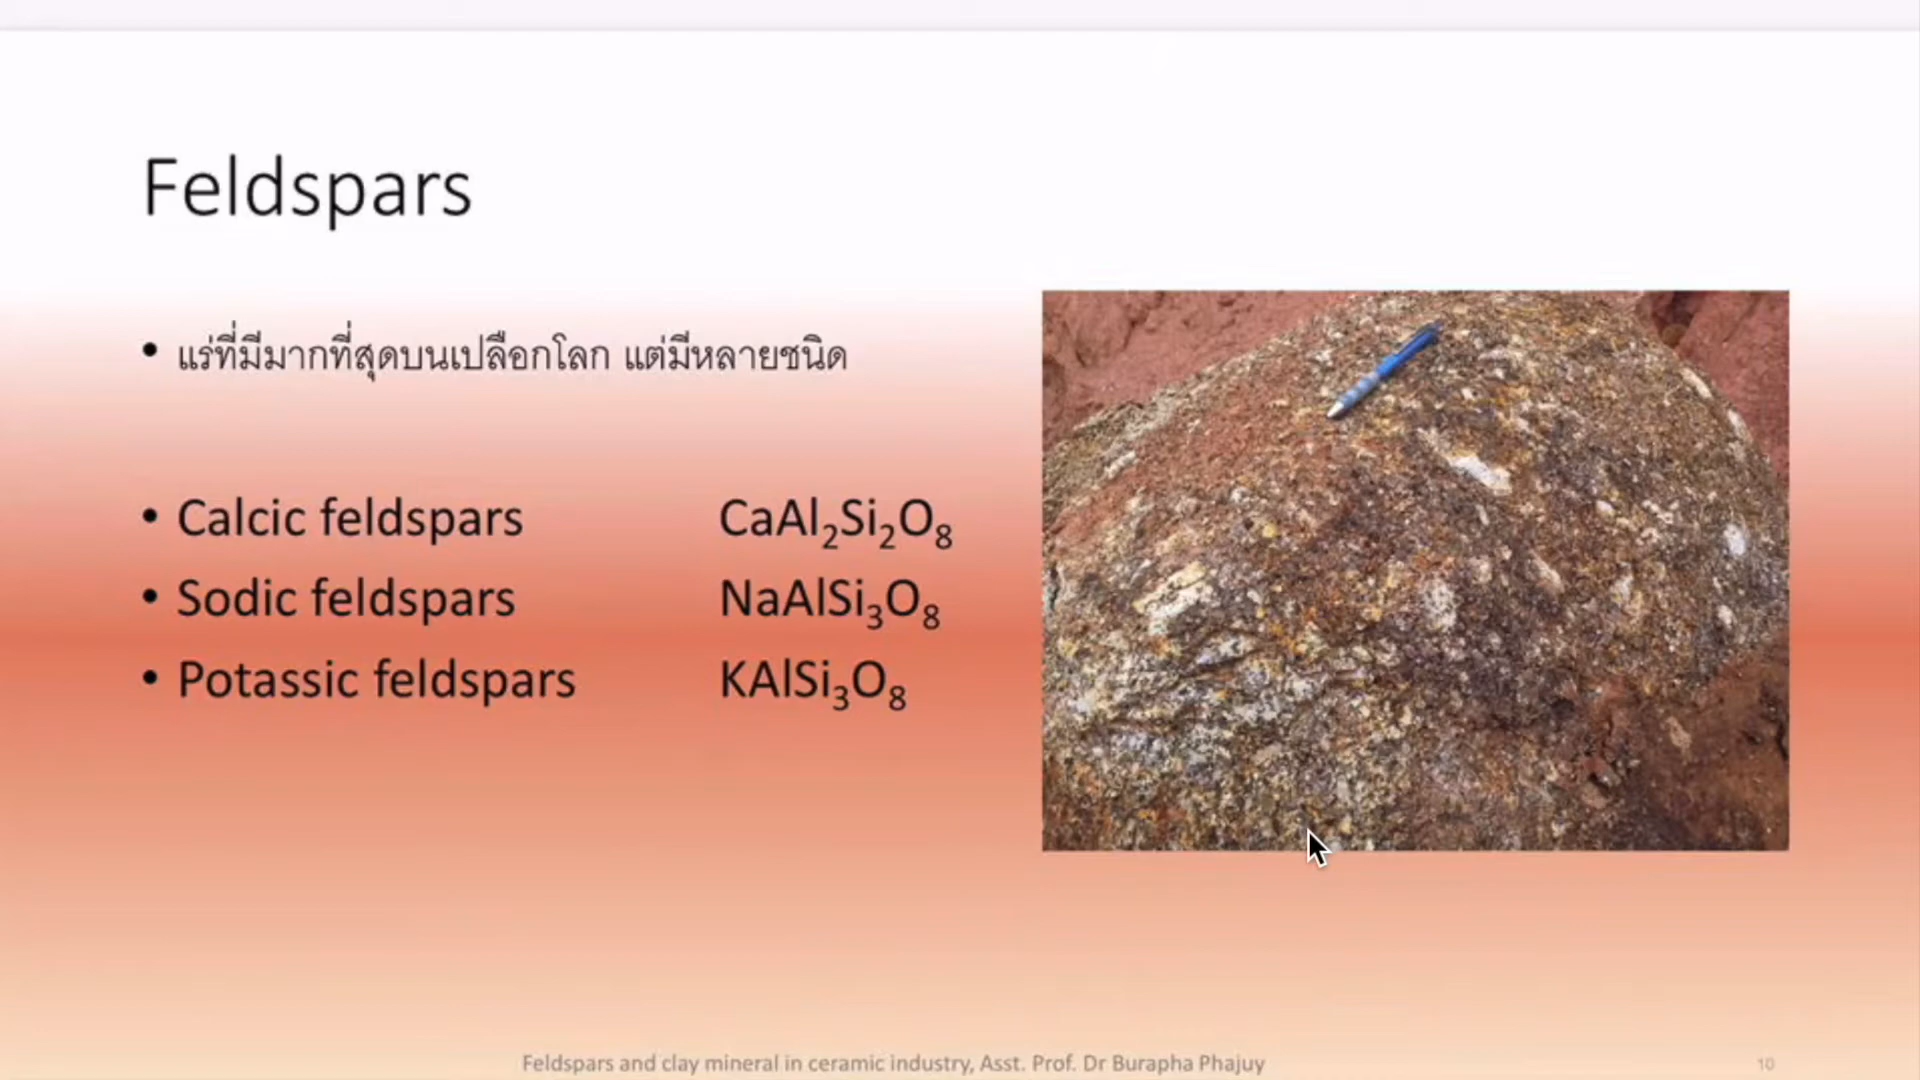 Feldspars
• แร่ที่มีมากที่สุดบนเปลือกโลก แต่มีหลายชนิด
• Calcic feldspars CaAl₂Si₂O₈
• Sodic feldspars NaAlSi₃O₈
• Potassic feldspars KAlSi₃O₈
Feldspars and clay mineral in ceramic industry, Asst. Prof. Dr Burapha Phajuy 10